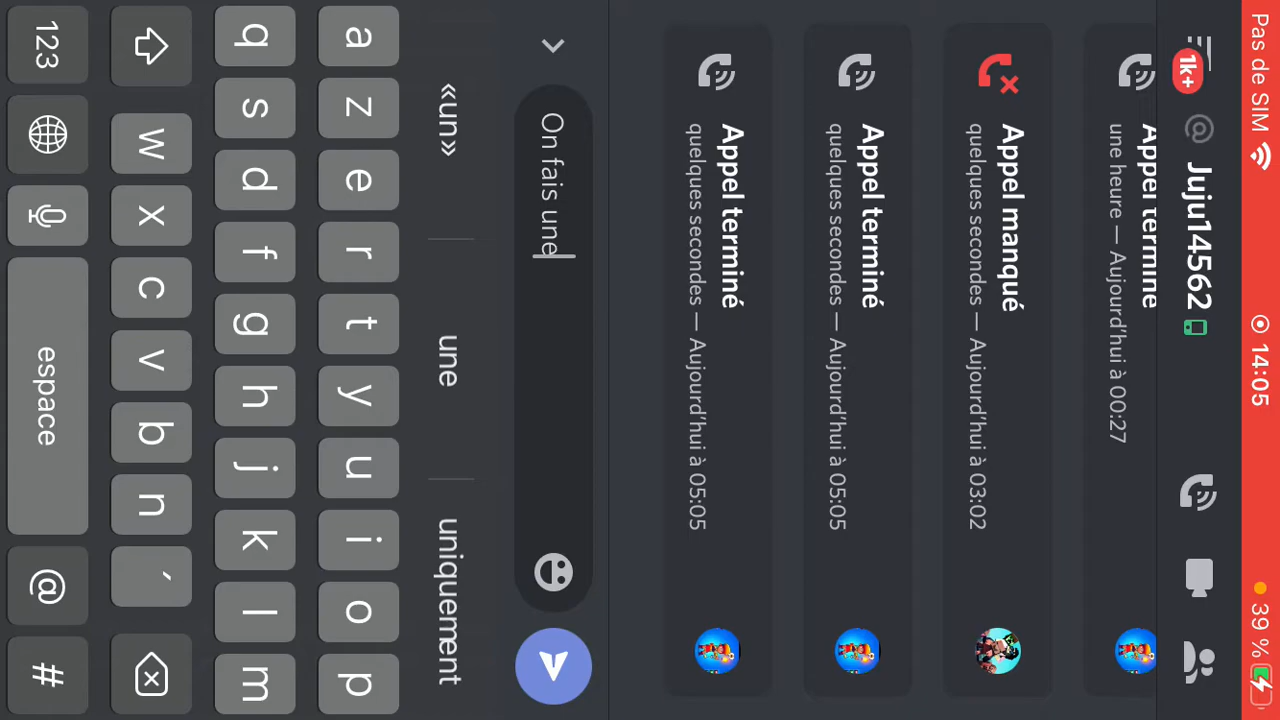 Pas de SIM 14:05 39 %
1k+ @ Juju14562
Appel terminé
une heure — Aujourd'hui à 00:27
Appel manqué
quelques secondes — Aujourd'hui à 03:02
Appel terminé
quelques secondes — Aujourd'hui à 05:05
Appel terminé
quelques secondes — Aujourd'hui à 05:05
On fais une
«un» une uniquement
a z e r t y u i o p
q s d f g h j k l m
w x c v b n ´
123 espace @ #